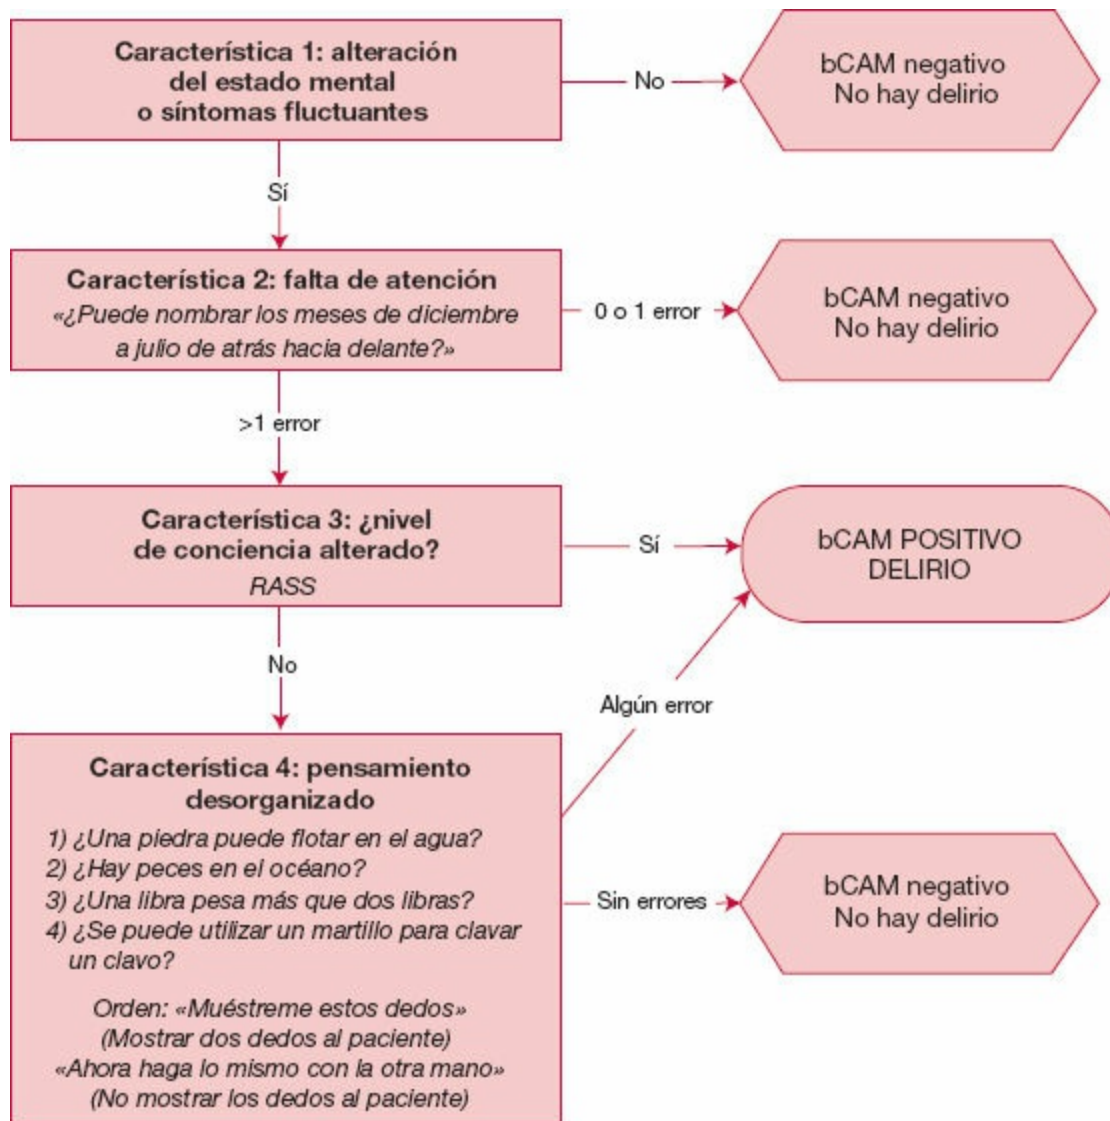 Característica 1: alteración
del estado mental
o síntomas fluctuantes
No
bCAM negativo
No hay delirio
Sí
Característica 2: falta de atención
«¿Puede nombrar los meses de diciembre
a julio de atrás hacia delante?»
0 o 1 error
bCAM negativo
No hay delirio
>1 error
Característica 3: ¿nivel
de conciencia alterado?
RASS
Sí
bCAM POSITIVO
DELIRIO
No
Algún error
Característica 4: pensamiento
desorganizado
1) ¿Una piedra puede flotar en el agua?
2) ¿Hay peces en el océano?
3) ¿Una libra pesa más que dos libras?
4) ¿Se puede utilizar un martillo para clavar
un clavo?
Orden: «Muéstreme estos dedos»
(Mostrar dos dedos al paciente)
«Ahora haga lo mismo con la otra mano»
(No mostrar los dedos al paciente)
Sin errores
bCAM negativo
No hay delirio